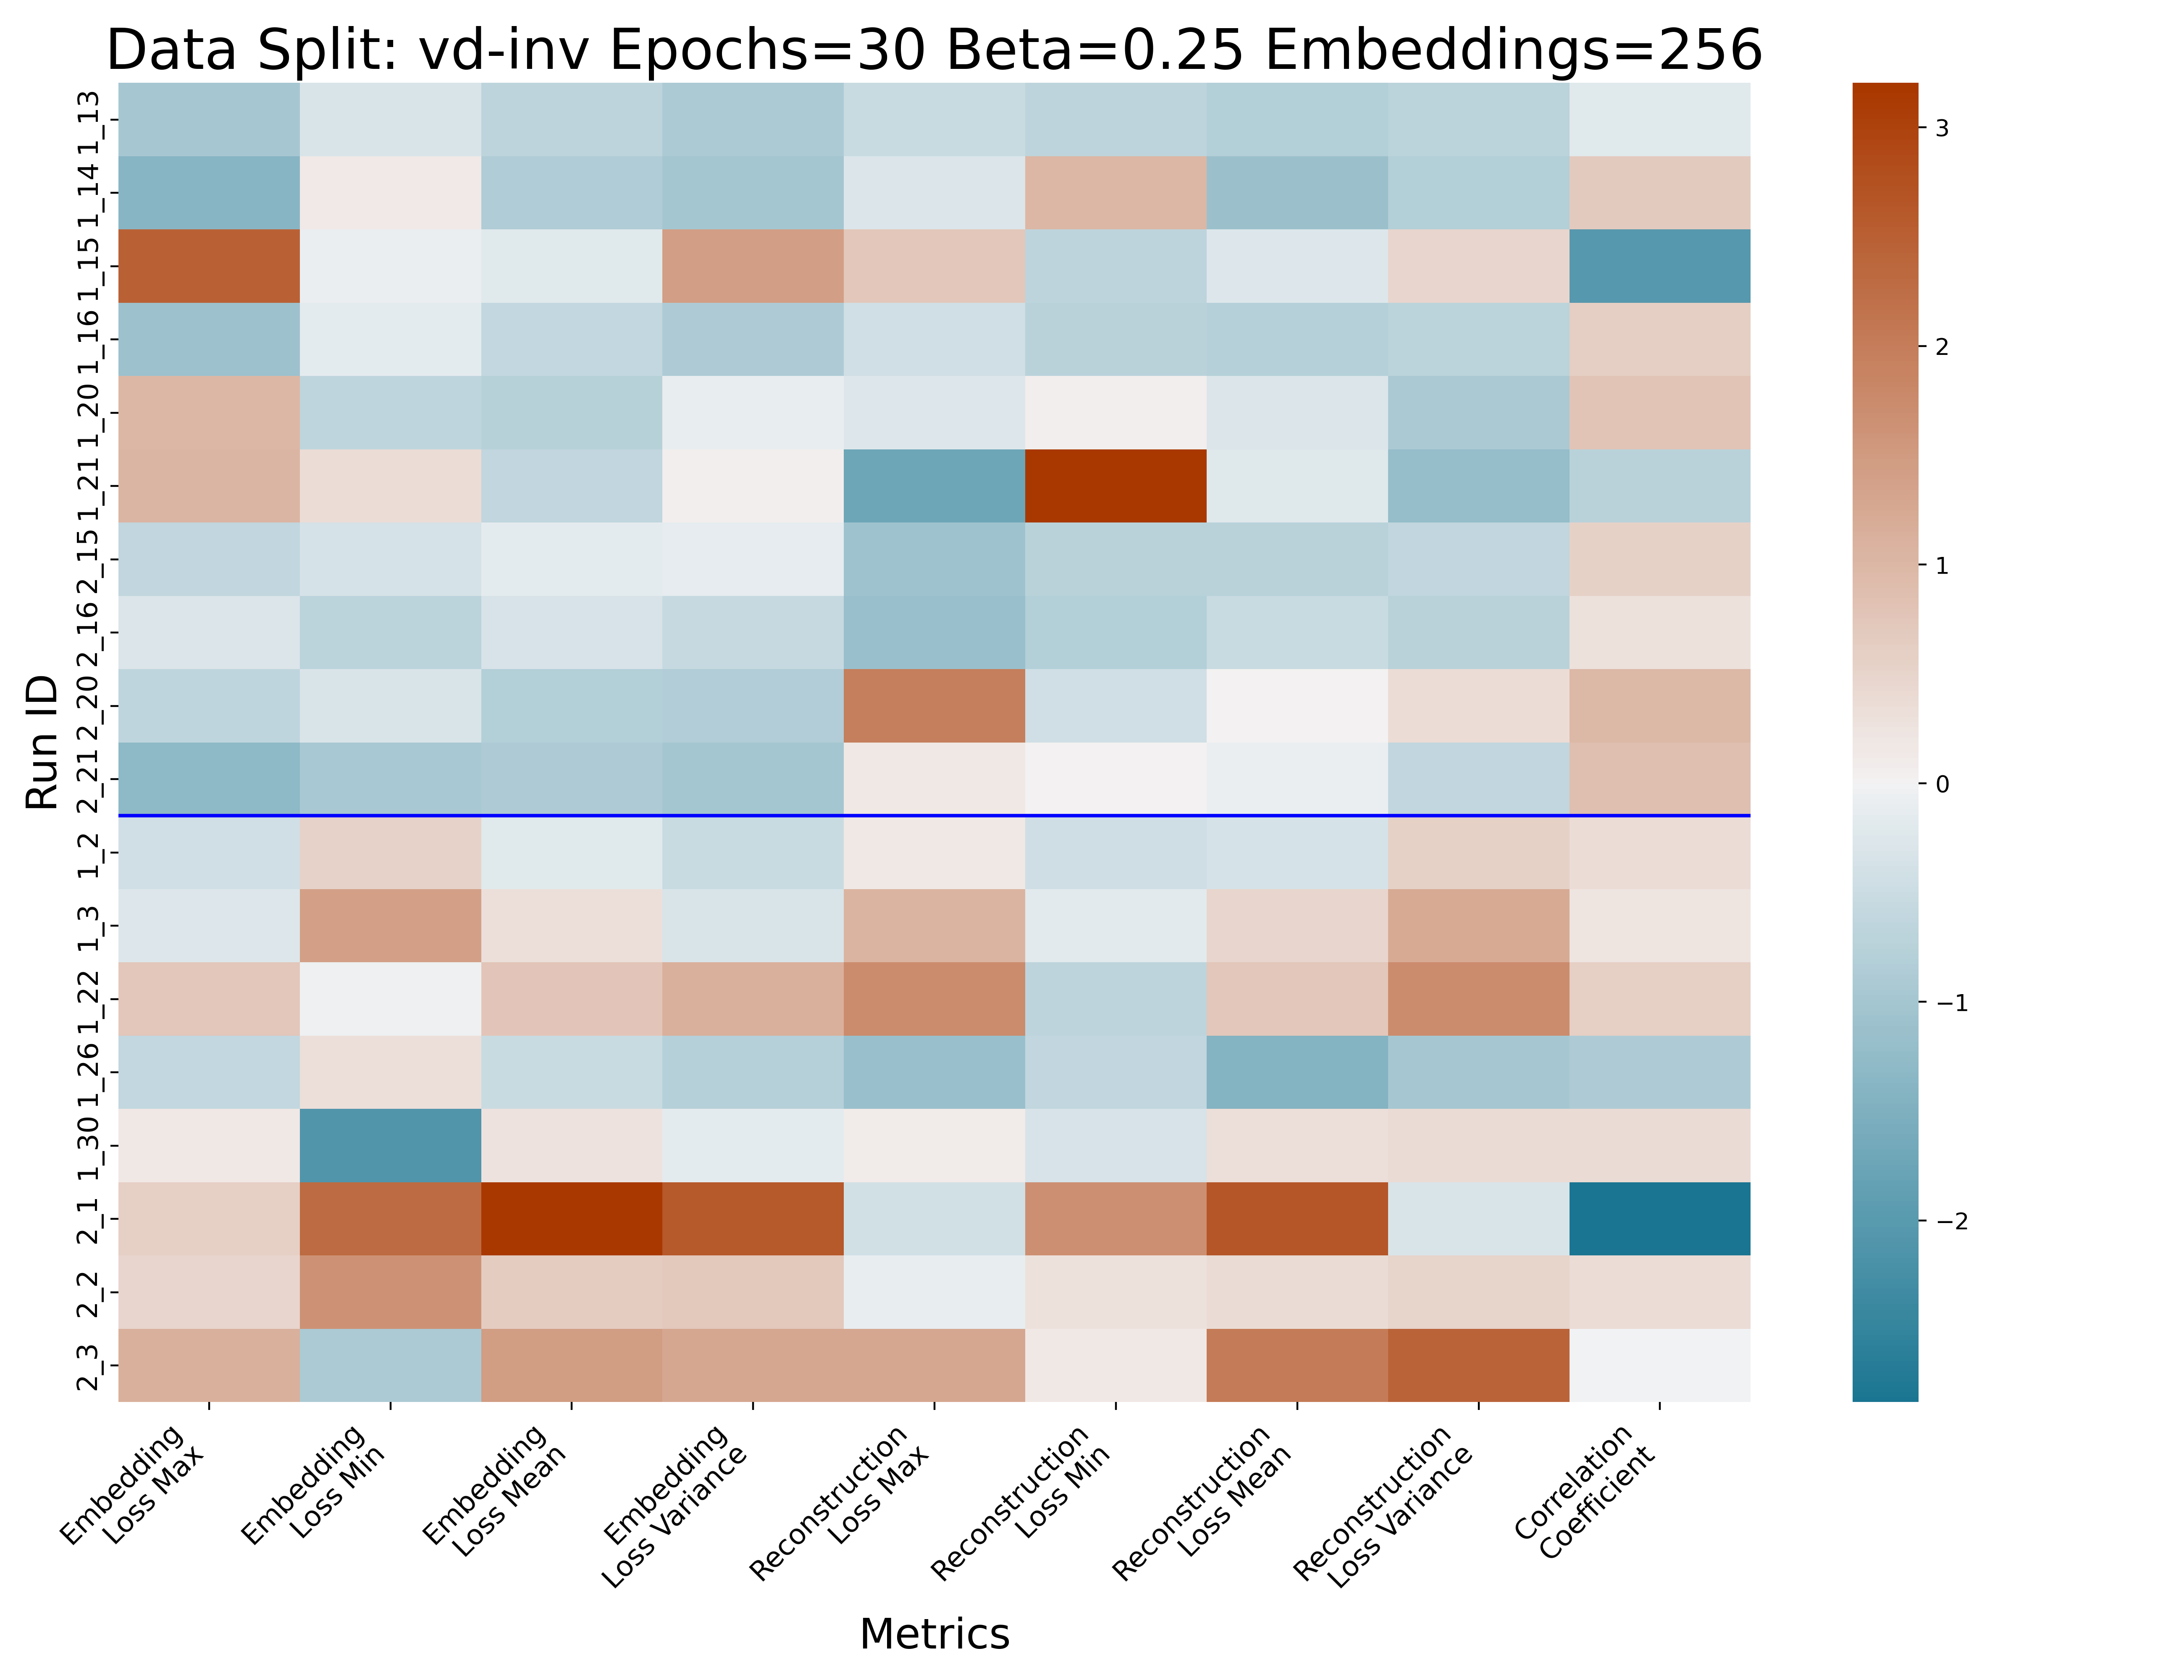 Data Split: vd-inv Epochs=30 Beta=0.25 Embeddings=256
Run ID
1_13
1_14
1_15
1_16
1_20
1_21
2_15
2_16
2_20
2_21
1_2
1_3
1_22
1_26
1_30
2_1
2_2
2_3
3
2
1
0
−1
−2
Embedding
Loss Max
Embedding
Loss Min
Embedding
Loss Mean
Embedding
Loss Variance
Reconstruction
Loss Max
Reconstruction
Loss Min
Reconstruction
Loss Mean
Reconstruction
Loss Variance
Correlation
Coefficient
Metrics